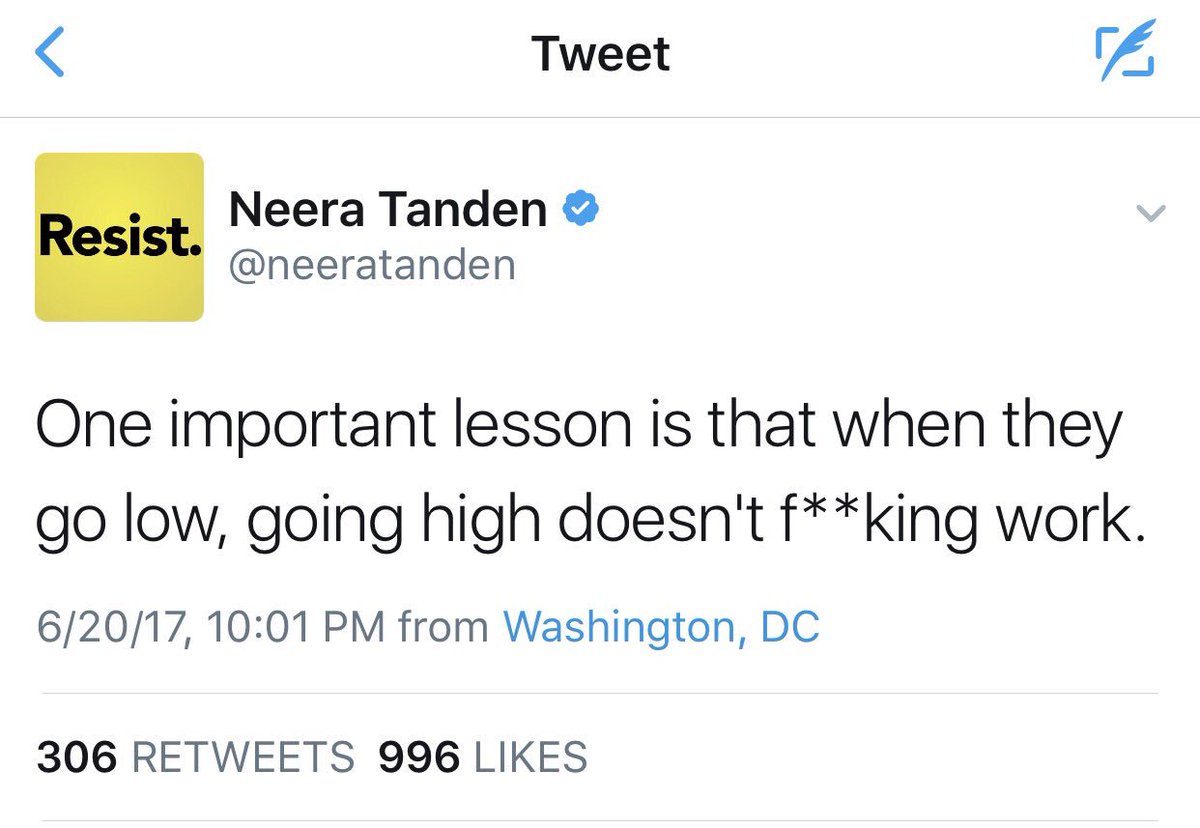 Tweet
Resist.
Neera Tanden
@neeratanden
One important lesson is that when they
go low, going high doesn't f**king work.
6/20/17, 10:01 PM from Washington, DC
306 RETWEETS 996 LIKES